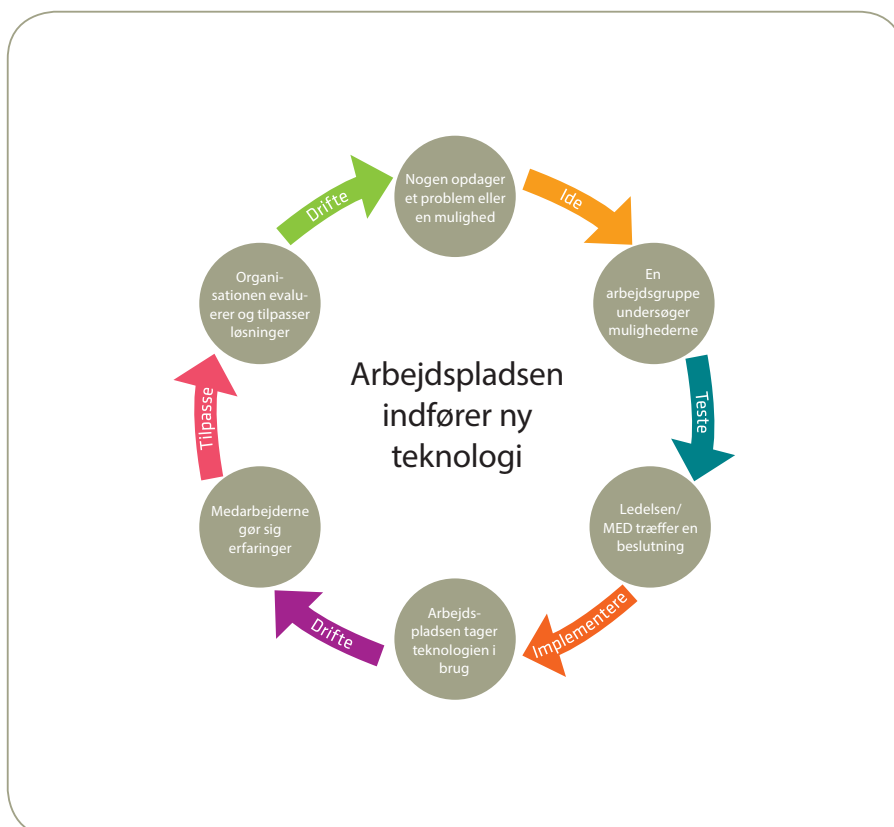 Nogen opdager
et problem eller
en mulighed
Ide
En
arbejdsgruppe
undersøger
mulighederne
Teste
Ledelsen/
MED træffer en
beslutning
Implementere
Arbejds-
pladsen tager
teknologien i
brug
Drifte
Medarbejderne
gør sig
erfaringer
Tilpasse
Organi-
sationen evalu-
erer og tilpasser
løsninger
Drifte
Arbejdspladsen
indfører ny
teknologi